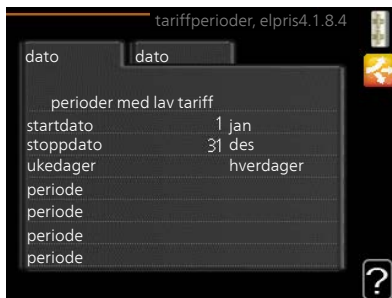 tariffperioder, elpris4.1.8.4
dato
dato
perioder med lav tariff
startdato 1 jan
stoppdato 31 des
ukedager hverdager
periode
periode
periode
periode
?